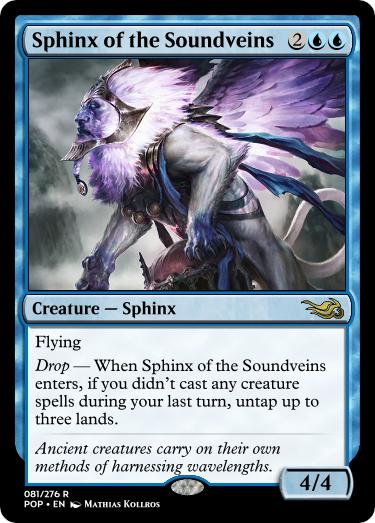 Sphinx of the Soundveins 2
Creature — Sphinx
Flying
Drop — When Sphinx of the Soundveins
enters, if you didn't cast any creature
spells during your last turn, untap up to
three lands.
Ancient creatures carry on their own
methods of harnessing wavelengths.
4/4
081/276 R
POP • EN Mathias Kollros